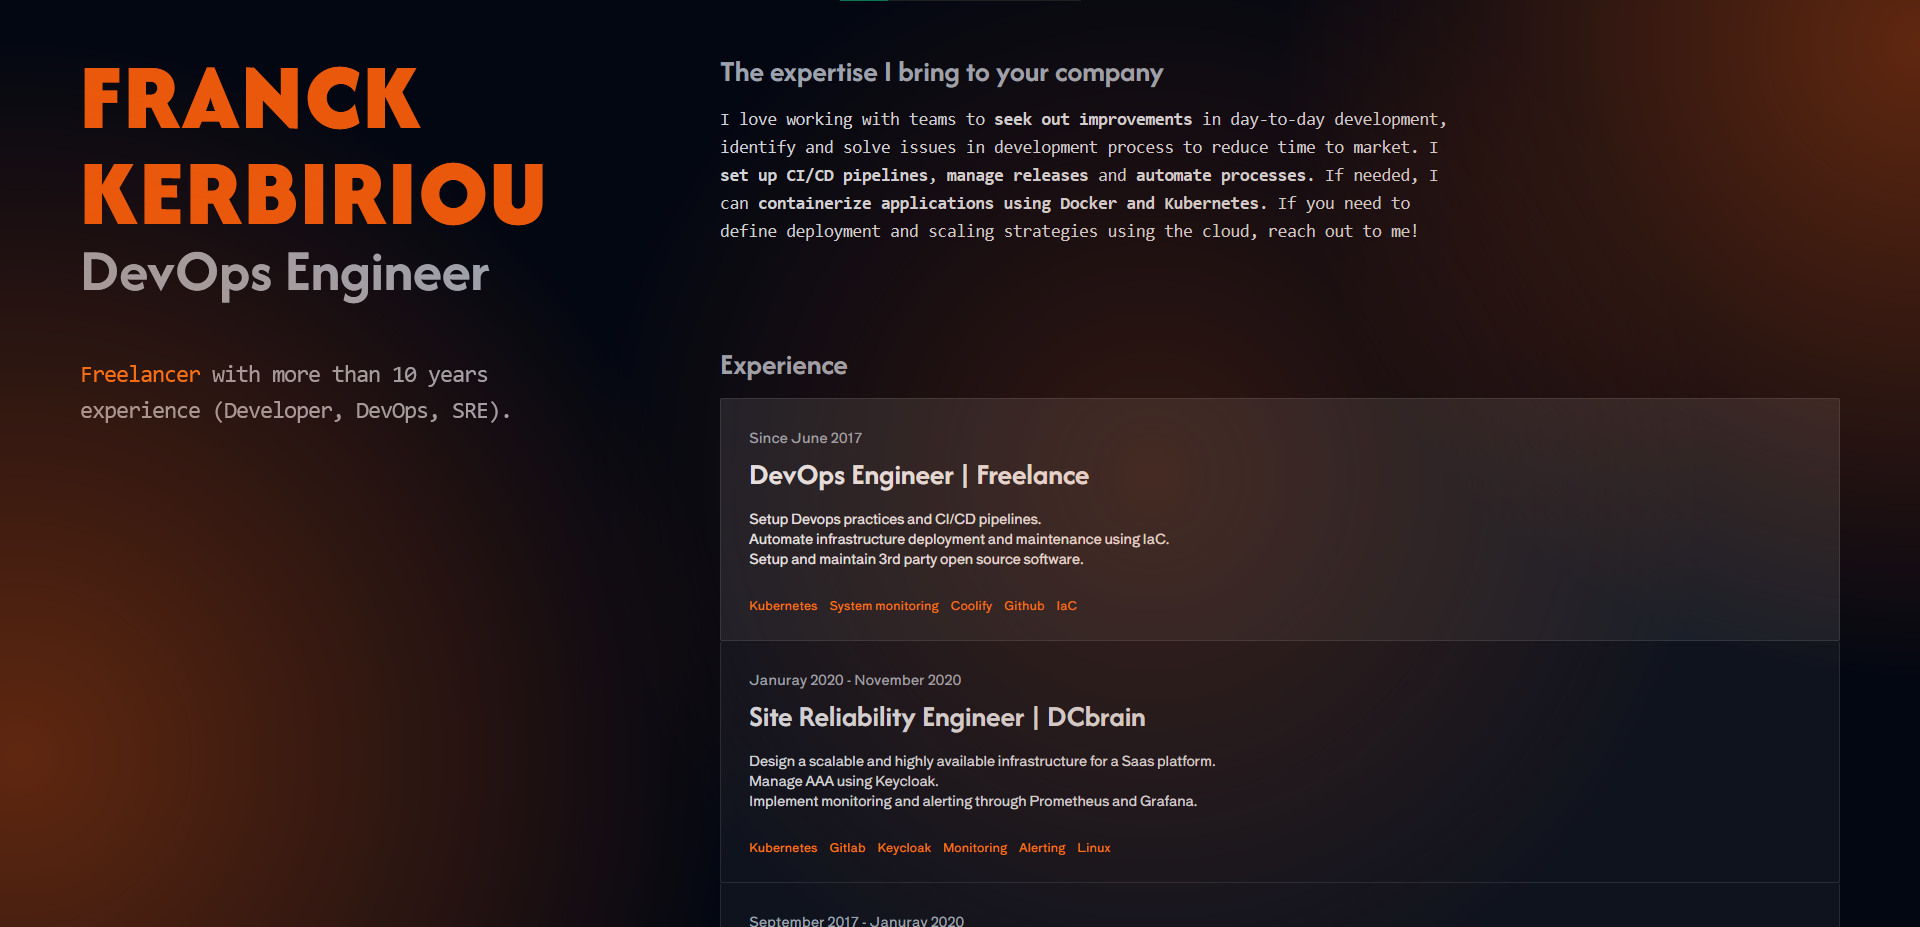 FRANCK
KERBIRIOU
DevOps Engineer
Freelancer with more than 10 years
experience (Developer, DevOps, SRE).
The expertise I bring to your company
I love working with teams to seek out improvements in day-to-day development,
identify and solve issues in development process to reduce time to market. I
set up CI/CD pipelines, manage releases and automate processes. If needed, I
can containerize applications using Docker and Kubernetes. If you need to
define deployment and scaling strategies using the cloud, reach out to me!
Experience
Since June 2017
DevOps Engineer | Freelance
Setup Devops practices and CI/CD pipelines.
Automate infrastructure deployment and maintenance using IaC.
Setup and maintain 3rd party open source software.
Kubernetes System monitoring Coolify Github IaC
Januray 2020 - November 2020
Site Reliability Engineer | DCbrain
Design a scalable and highly available infrastructure for a Saas platform.
Manage AAA using Keycloak.
Implement monitoring and alerting through Prometheus and Grafana.
Kubernetes Gitlab Keycloak Monitoring Alerting Linux
September 2017 - Januray 2020